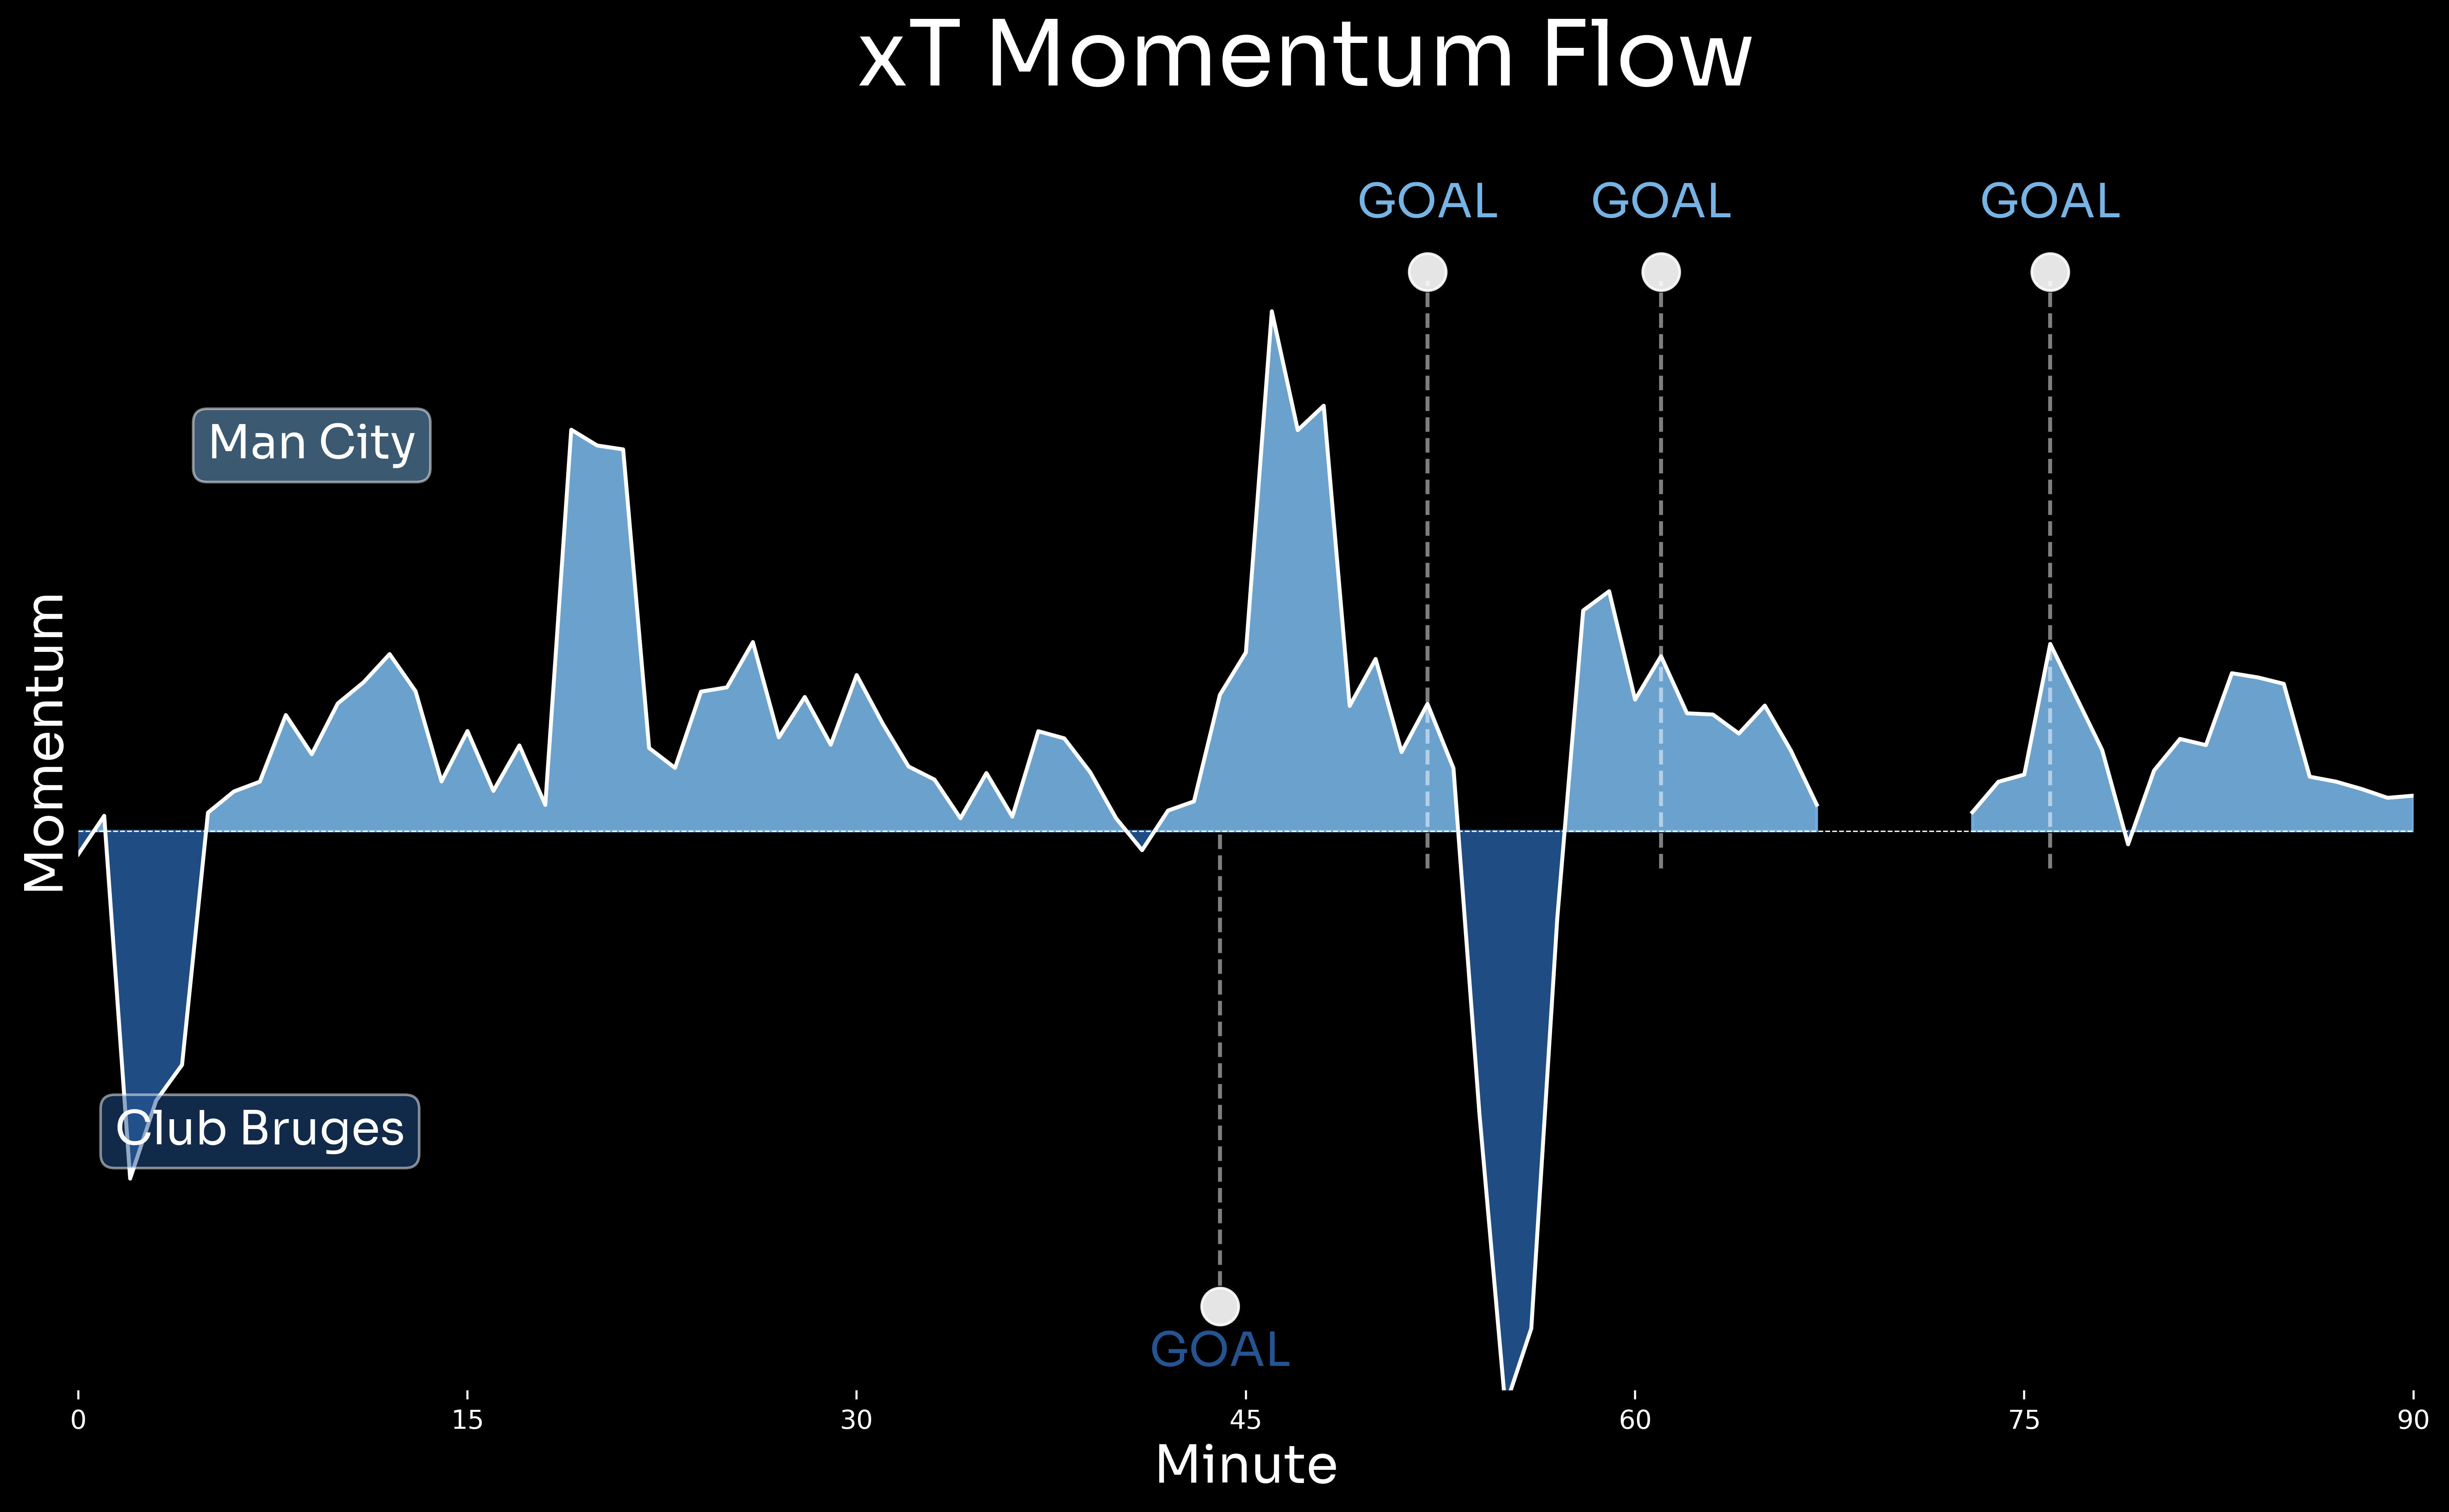 xT Momentum Flow
GOAL GOAL GOAL
Man City
Momentum
Club Bruges
GOAL
0 15 30 45 60 75 90
Minute